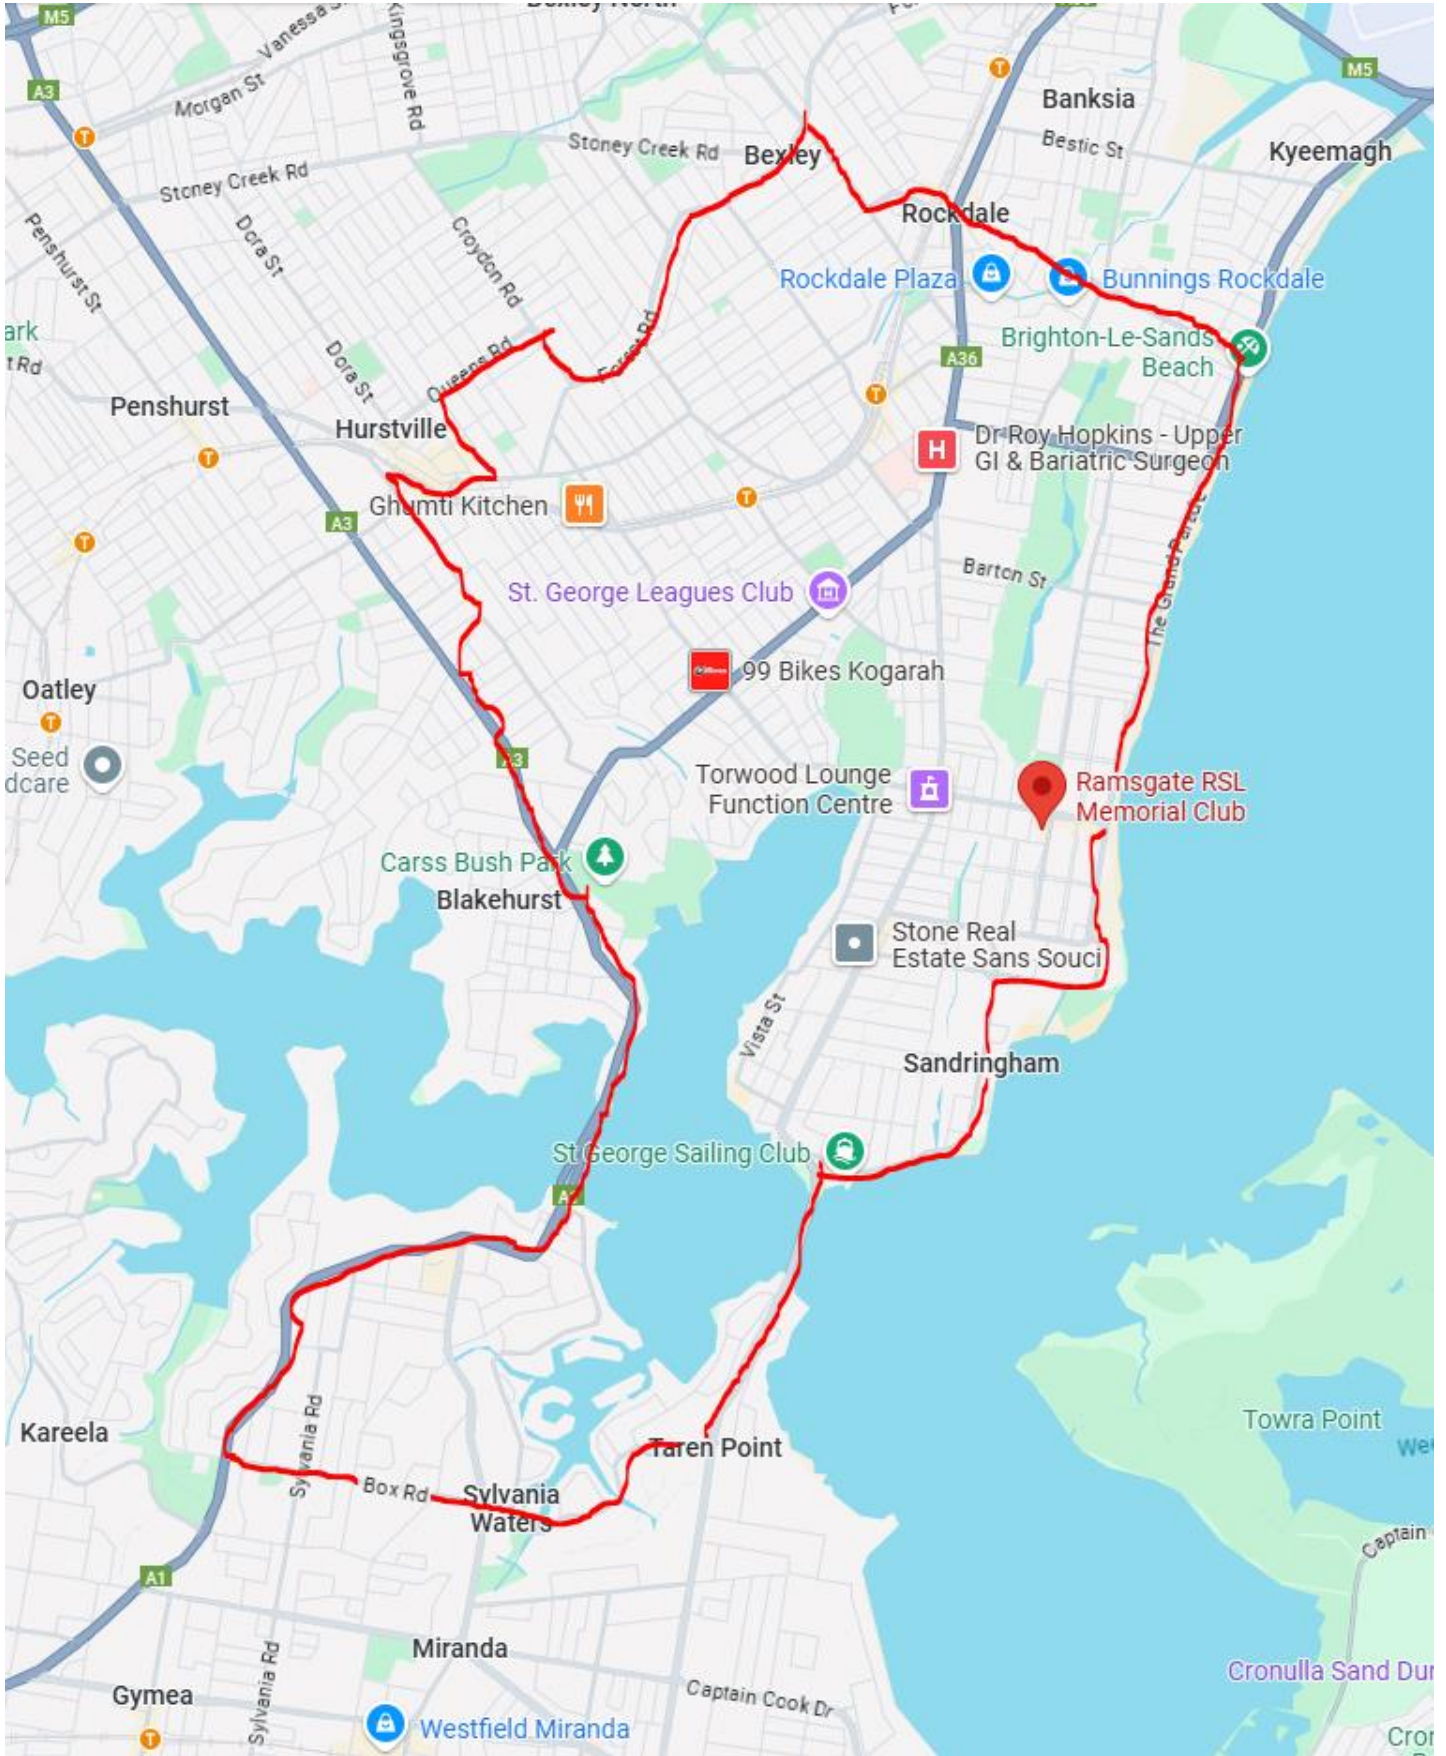 M5
Vanessa S
Kingsgrove Rd
A3
Morgan St
T
T
Banksia
M5
Bestic St
Stoney Creek Rd
Bexley
Kyeemagh
Stoney Creek Rd
Penshurst St
Dora St
Croydon Rd
Rockdale
Rockdale Plaza
Bunnings Rockdale
ark
t Rd
Dora St
Queens Rd
Forest Rd
Brighton-Le-Sands
Beach
A36
Penshurst
Hurstville
T
T
H
Dr Roy Hopkins - Upper
GI & Bariatric Surgeon
Ghumti Kitchen
T
A3
T
The Grand Parade
Barton St
St. George Leagues Club
99 Bikes Kogarah
Oatley
T
Seed
dcare
A3
Torwood Lounge
Function Centre
Ramsgate RSL
Memorial Club
Carss Bush Park
Blakehurst
Stone Real
Estate Sans Souci
Vista St
Sandringham
St George Sailing Club
Kareela
Sylvania Rd
Taren Point
Towra Point
We
Box Rd
Sylvania
Waters
Captain
A1
Miranda
Gymea
Sylvania Rd
Captain Cook Dr
Cronulla Sand Du
Westfield Miranda
T
Cro